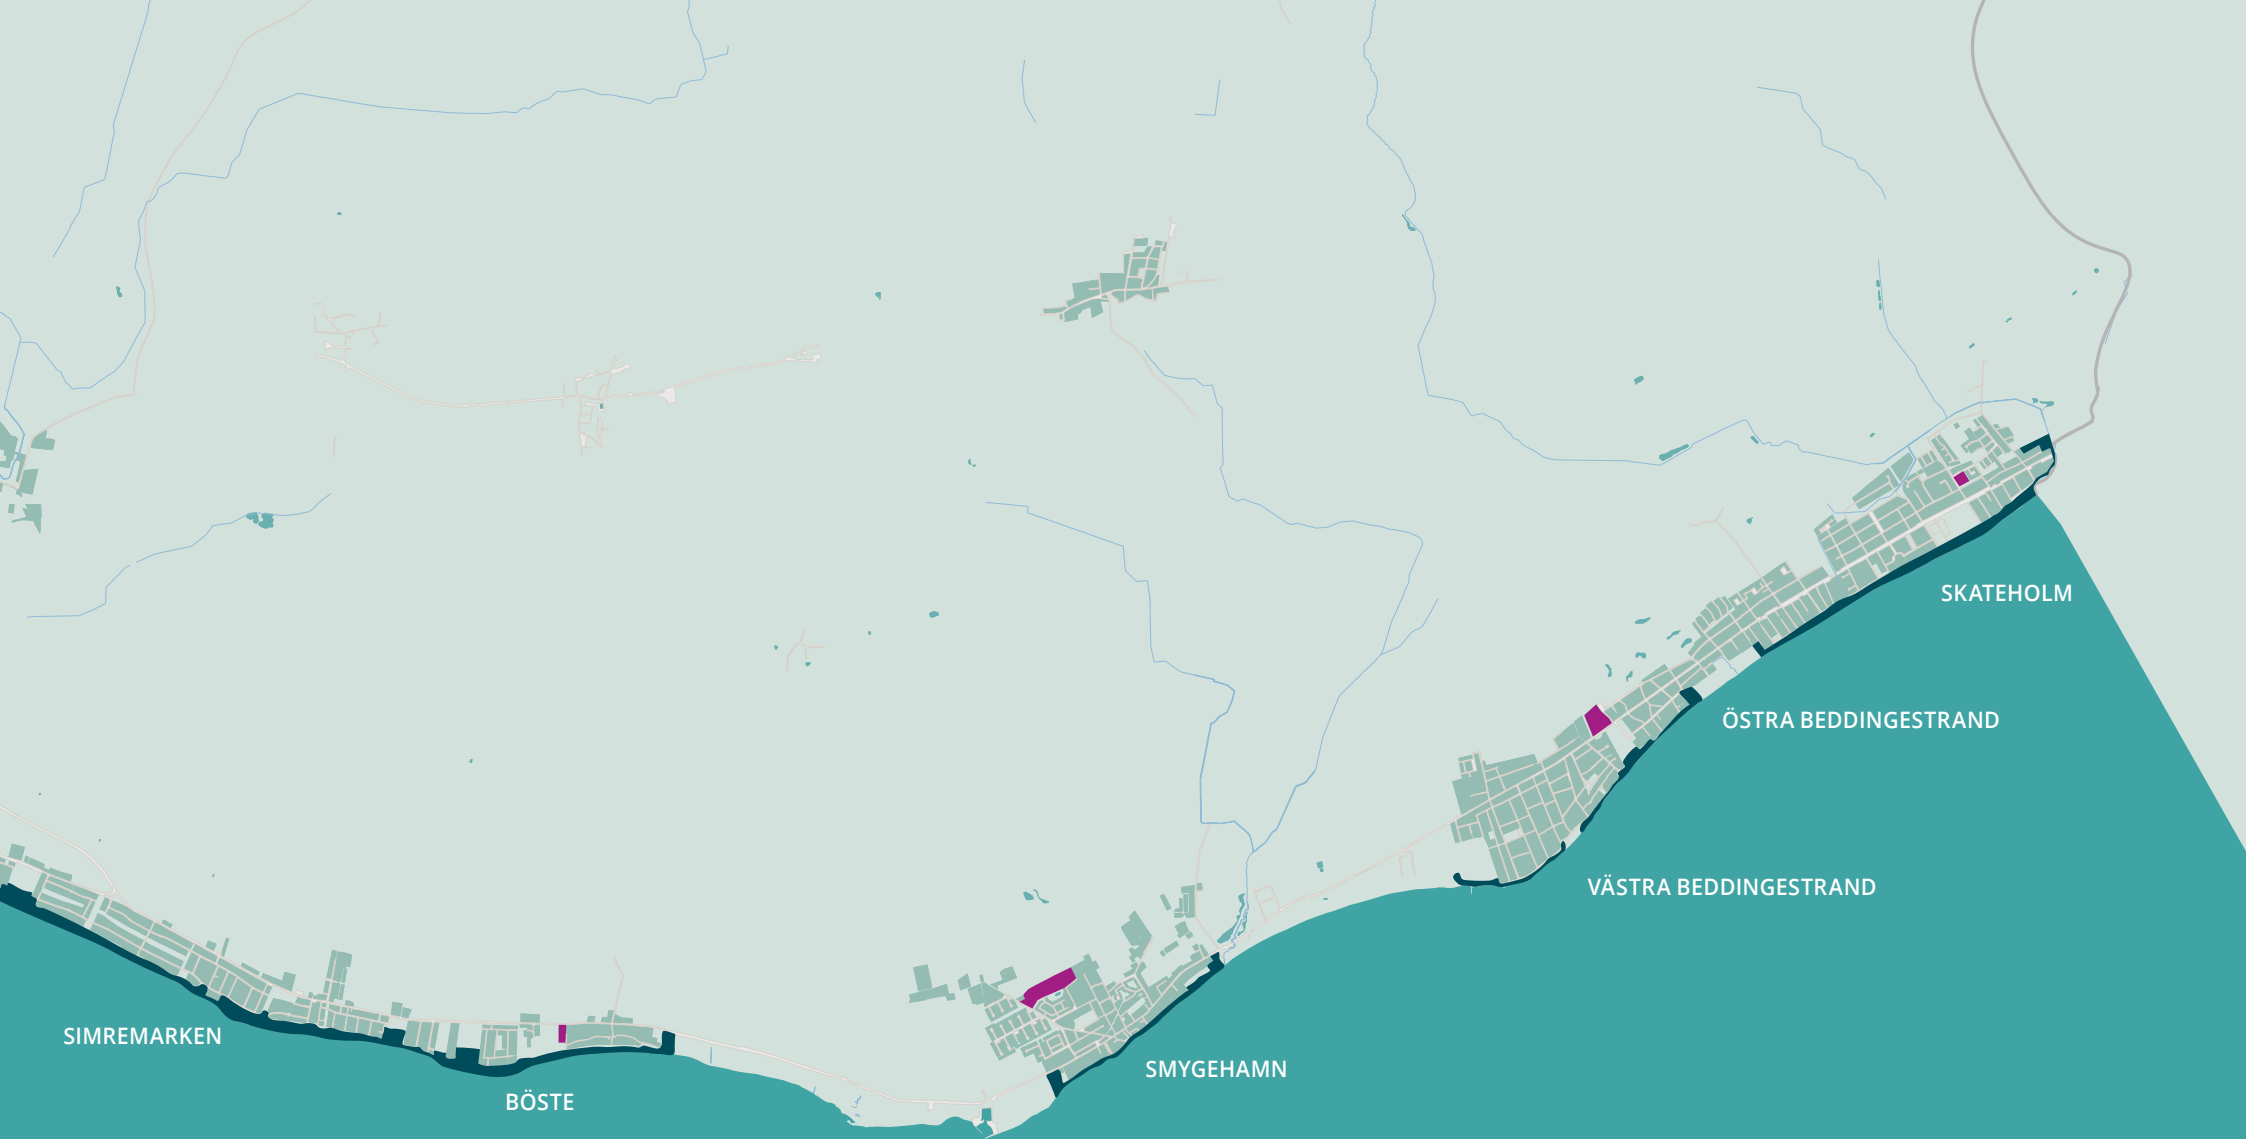 SKATEHOLM
ÖSTRA BEDDINGESTRAND
VÄSTRA BEDDINGESTRAND
SIMREMARKEN
SMYGEHAMN
BÖSTE